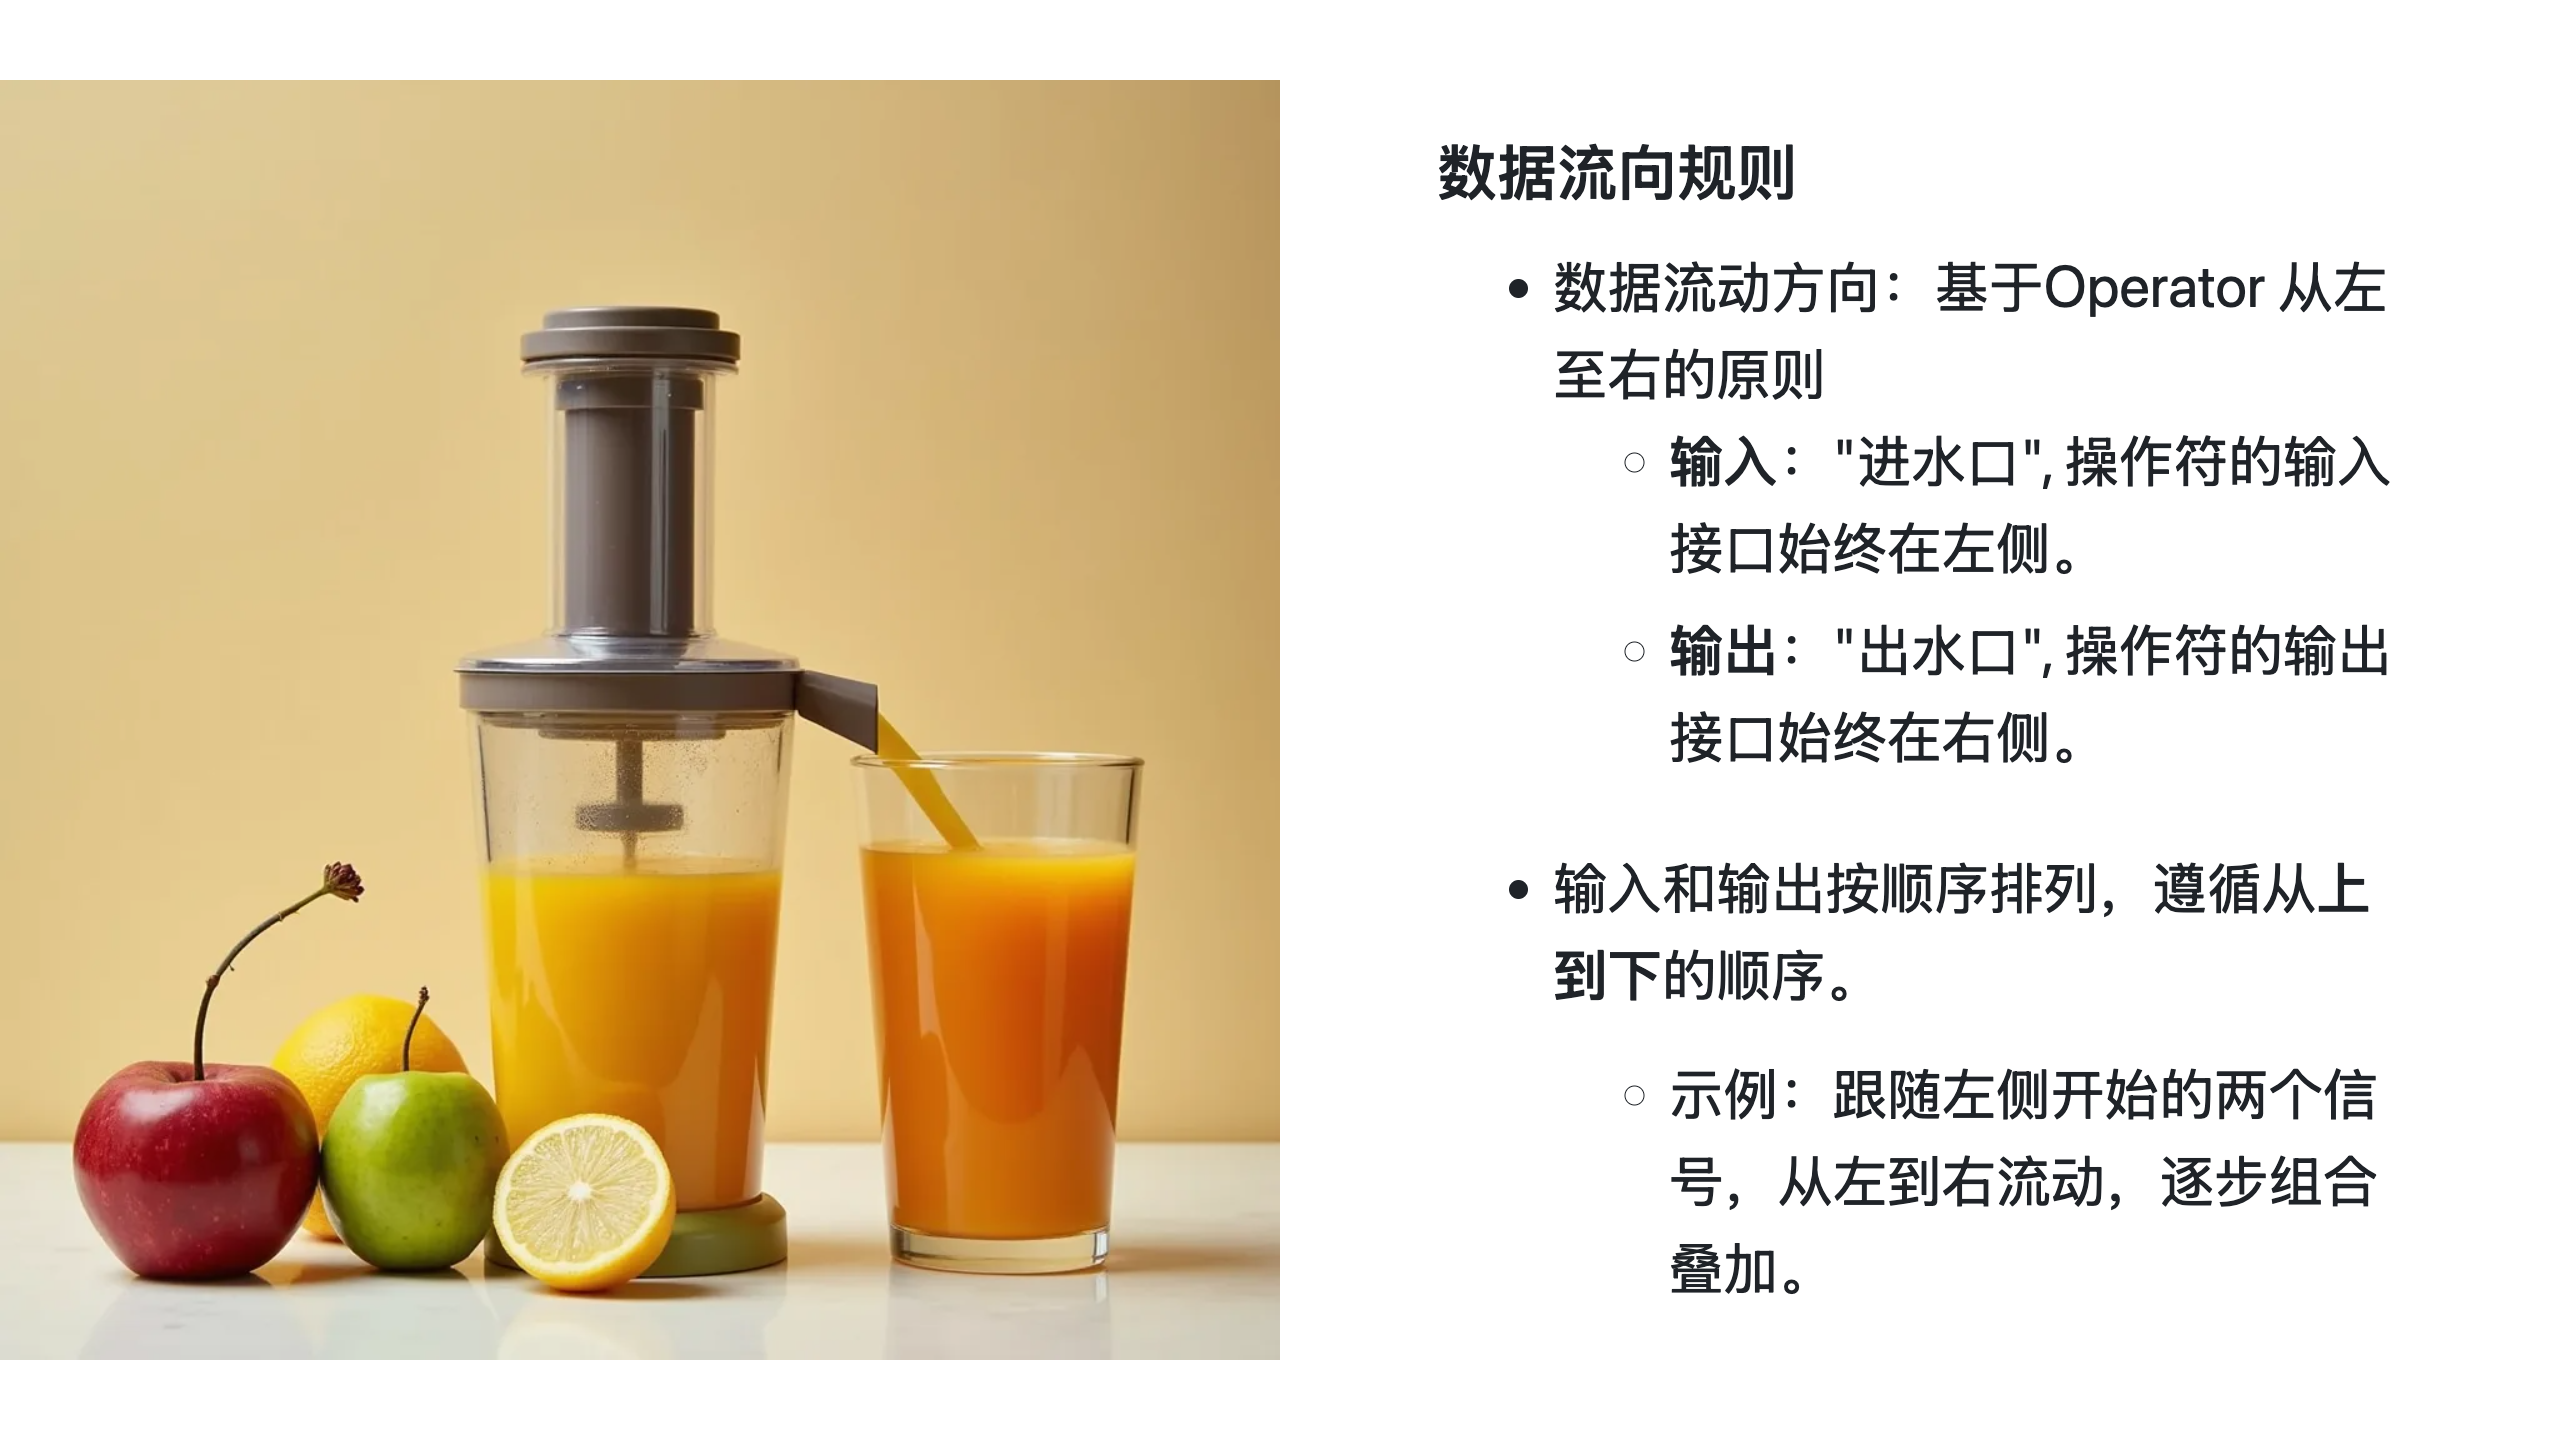 数据流向规则
数据流动方向：基于Operator 从左
至右的原则
输入："进水口", 操作符的输入
接口始终在左侧。
输出："出水口", 操作符的输出
接口始终在右侧。
输入和输出按顺序排列，遵循从上
到下的顺序。
示例：跟随左侧开始的两个信
号，从左到右流动，逐步组合
叠加。